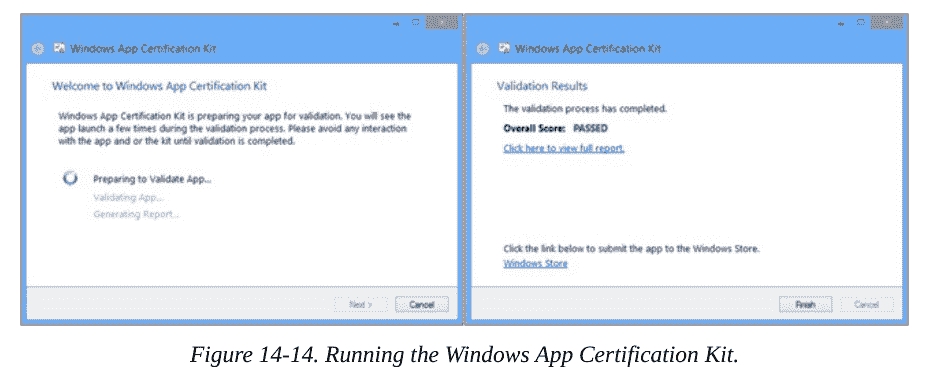 Windows App Certification Kit
Welcome to Windows App Certification Kit
Windows App Certification Kit is preparing your app for validation. You will see the
app launch a few times during the validation process. Please avoid any interaction
with the app and or the kit until validation is completed.
Preparing to Validate App...
Validating App...
Generating Report...
Next >
Cancel
Windows App Certification Kit
Validation Results
The validation process has completed.
Overall Score: PASSED
Click here to view full report.
Click the link below to submit the app to the Windows Store.
Windows Store
Finish
Cancel
Figure 14-14. Running the Windows App Certification Kit.